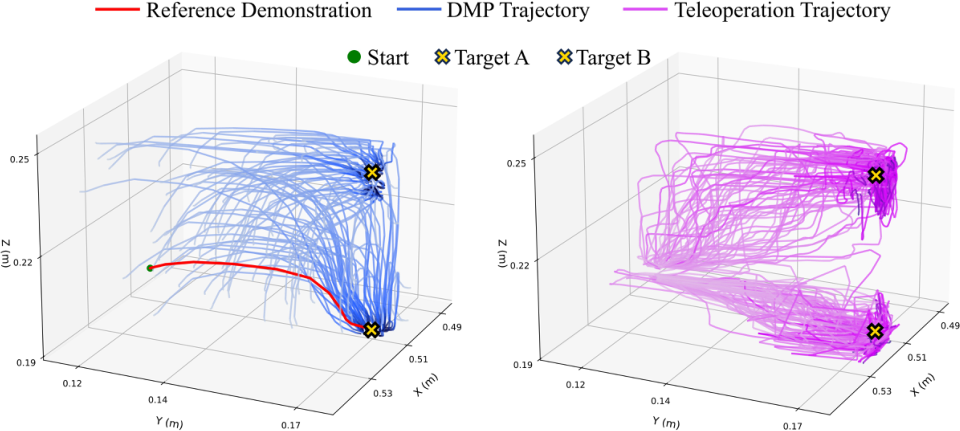 Reference Demonstration DMP Trajectory Teleoperation Trajectory
Start Target A Target B
0.25
0.22
0.19
Z (m)
0.12
0.14
0.17
Y (m)
0.53
0.51
0.49
X (m)
0.25
0.22
0.19
Z (m)
0.12
0.14
0.17
Y (m)
0.53
0.51
0.49
X (m)